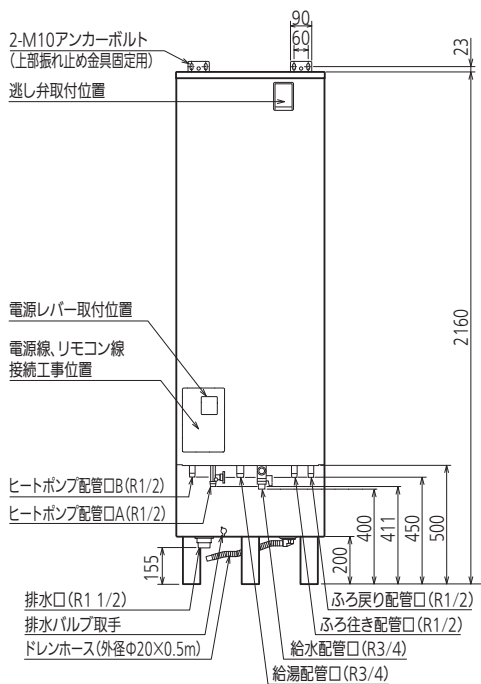 90
60
23
2-M10アンカーボルト
(上部振れ止め金具固定用)
逃し弁取付位置
2160
電源レバー取付位置
電源線、リモコン線
接続工事位置
ヒートポンプ配管口B(R1/2)
ヒートポンプ配管口A(R1/2)
400
411
450
500
155
200
排水口(R1 1/2)
排水バルブ取手
ドレンホース(外径Φ20×0.5m)
ふろ戻り配管口(R1/2)
ふろ往き配管口(R1/2)
給水配管口(R3/4)
給湯配管口(R3/4)